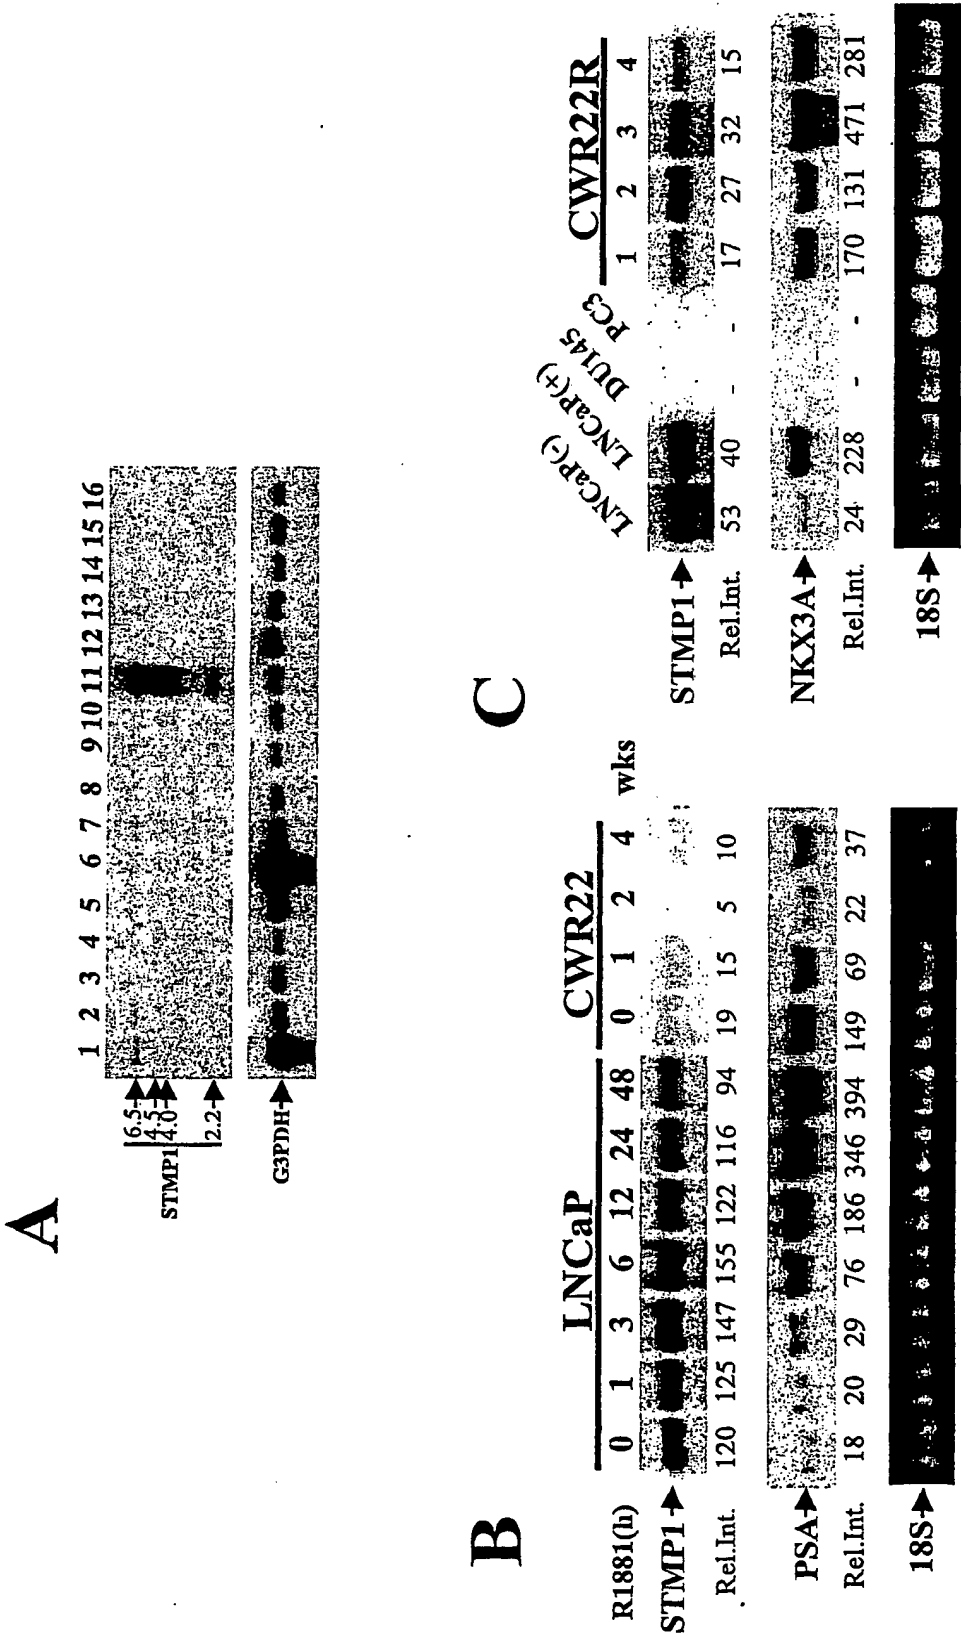 A
1 2 3 4 5 6 7 8 9 10 11 12 13 14 15 16
STMP1
6.5
4.5
4.0
2.2
G3PDH
B
LNCaP CWR22
R1881(h) 0 1 3 6 12 24 48 0 1 2 4 wks
STMP1
Rel.Int. 120 125 147 155 122 116 94 19 15 5 10
PSA
Rel.Int. 18 20 29 76 186 346 394 149 69 22 37
18S
C
LNCaP(-) LNCaP(+) DU145 PC3
CWR22R
1 2 3 4
STMP1
Rel.Int. 53 40 - - 17 27 32 15
NKX3A
Rel.Int. 24 228 - - 170 131 471 281
18S